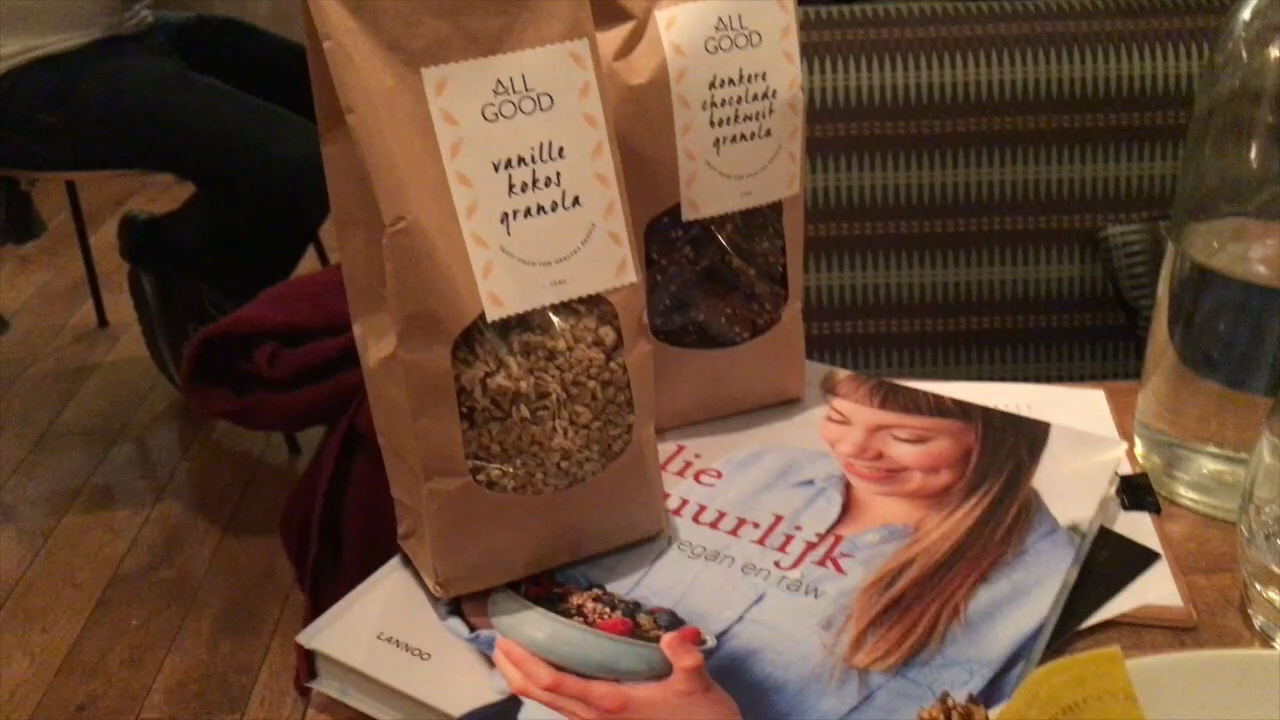 ALL
GOOD
vanille
kokos
granola
ALL
GOOD
donkere
chocolade
boekweit
granola
lie
uurlijk
egan en raw
LANNOO